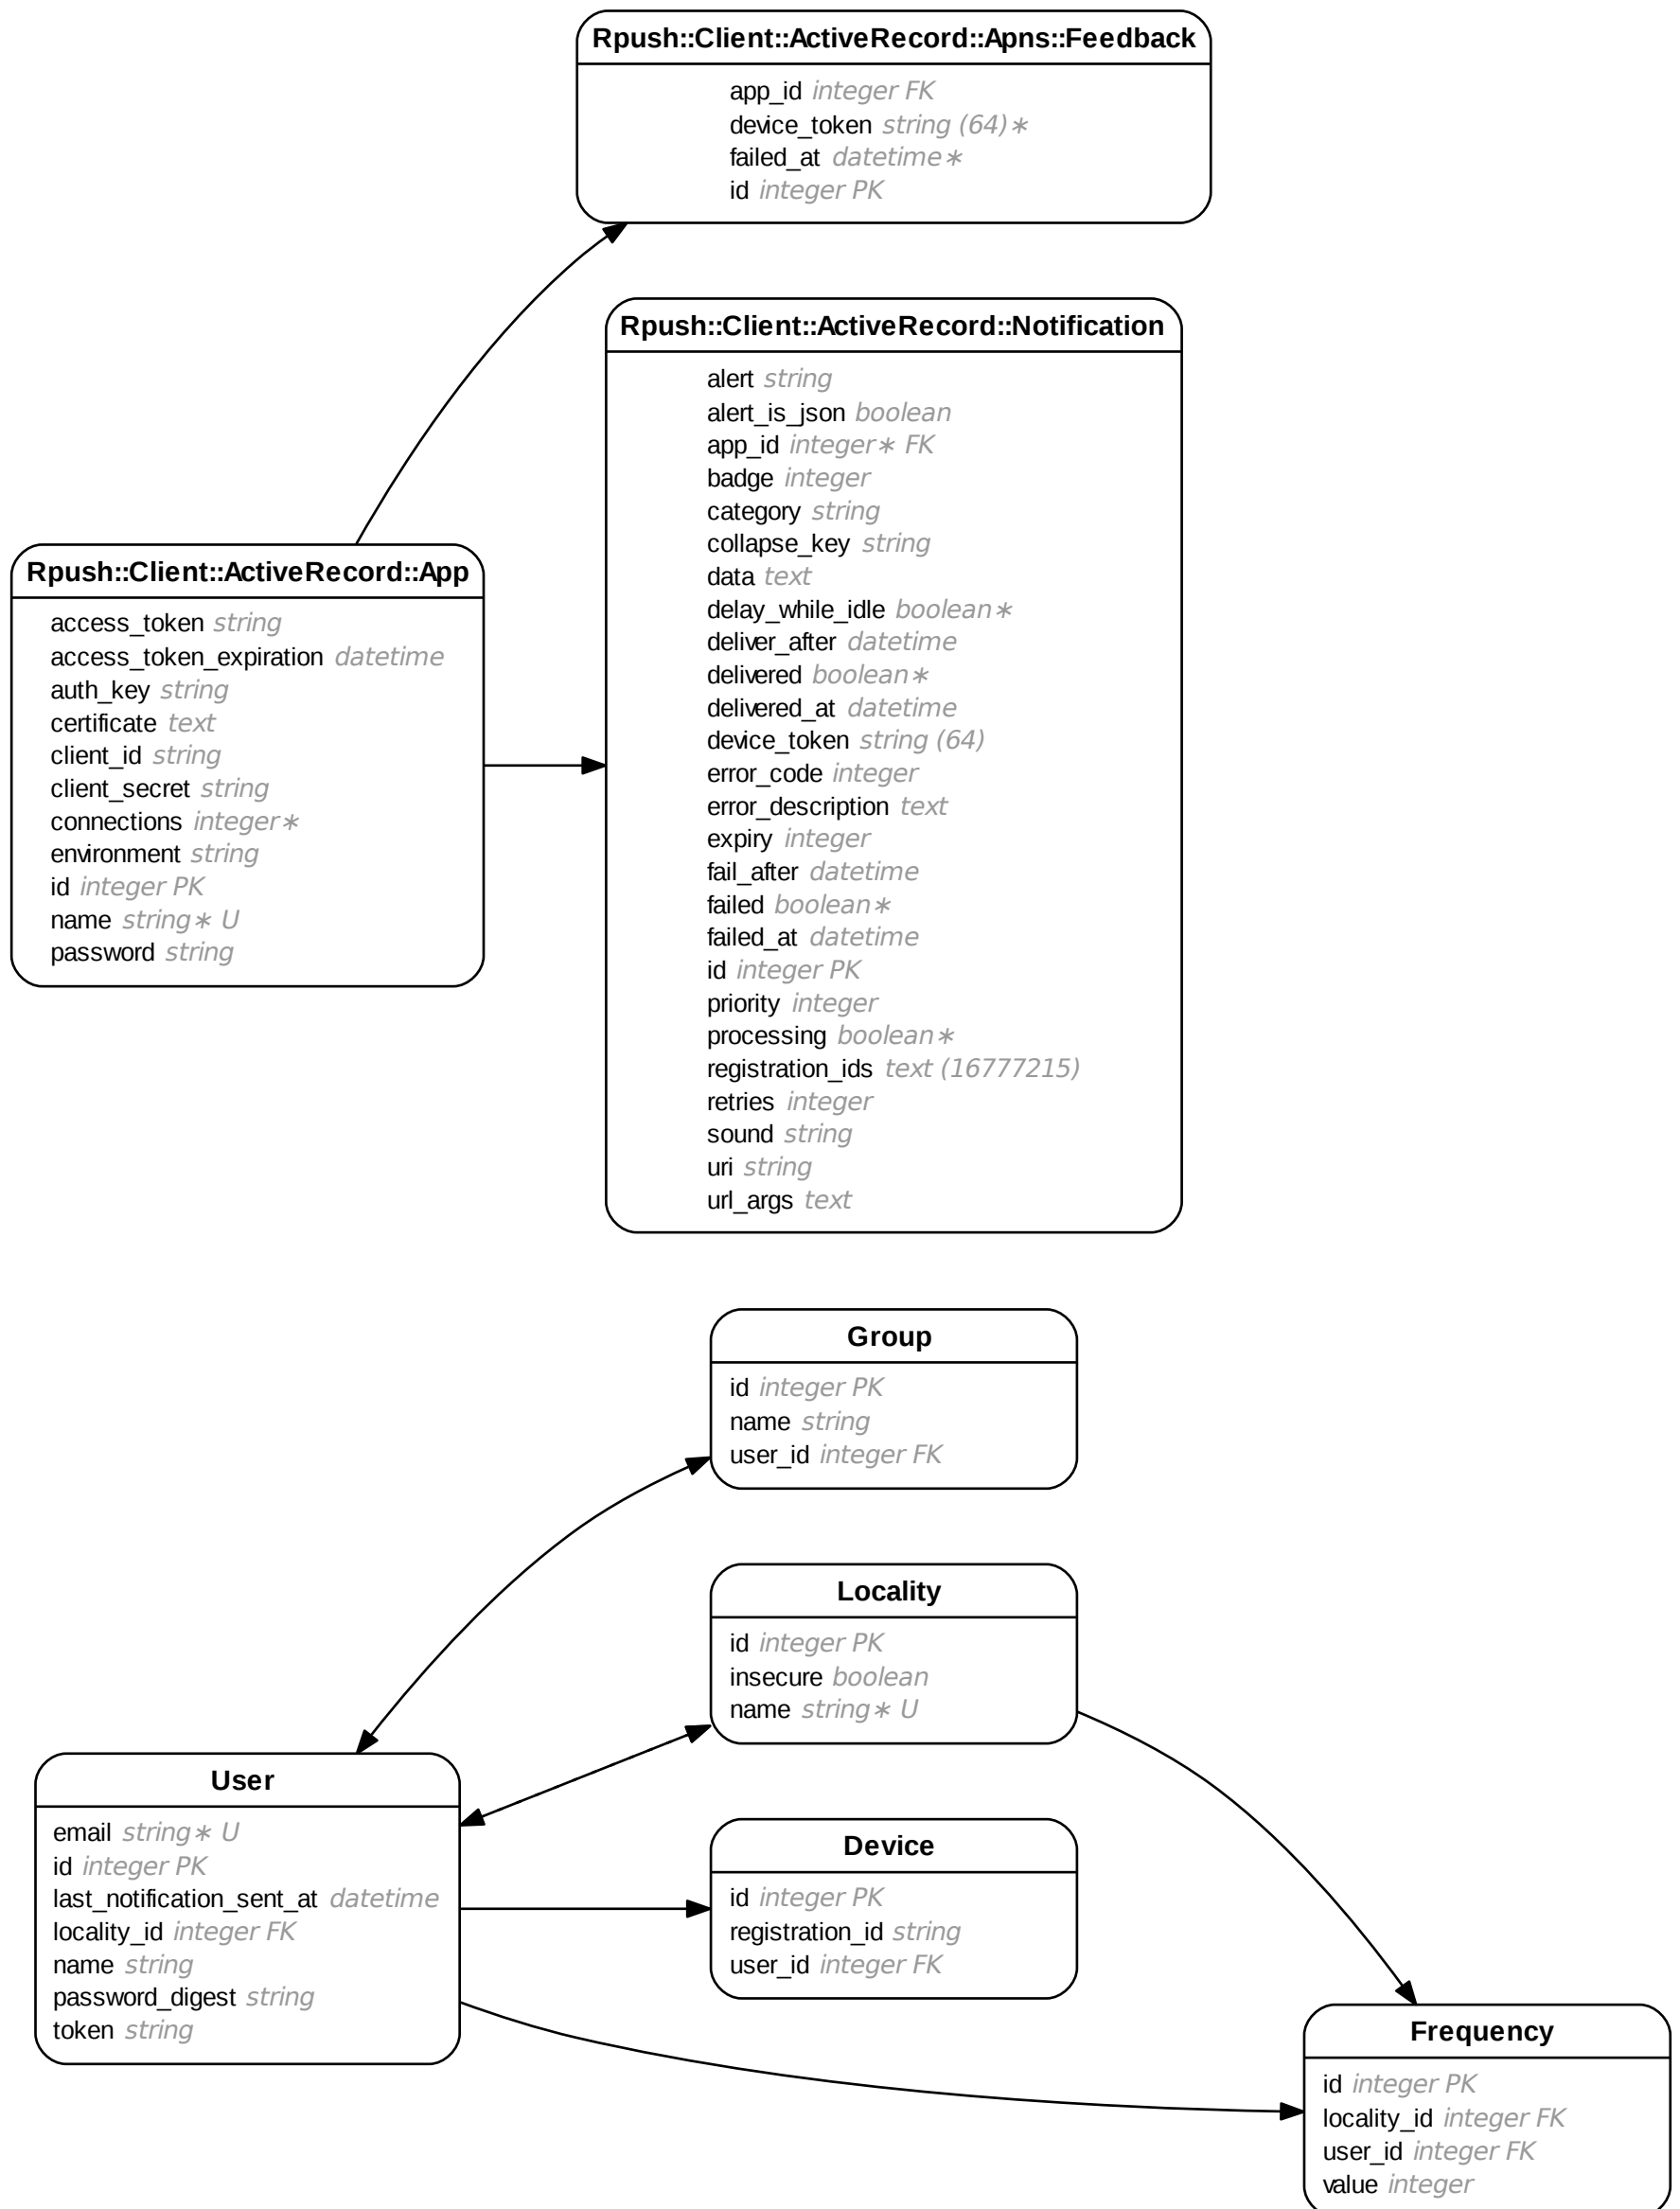 Rpush::Client::ActiveRecord::Apns::Feedback
app_id integer FK
device_token string (64)∗
failed_at datetime∗
id integer PK
Rpush::Client::ActiveRecord::Notification
alert string
alert_is_json boolean
app_id integer∗ FK
badge integer
category string
collapse_key string
data text
delay_while_idle boolean∗
deliver_after datetime
delivered boolean∗
delivered_at datetime
device_token string (64)
error_code integer
error_description text
expiry integer
fail_after datetime
failed boolean∗
failed_at datetime
id integer PK
priority integer
processing boolean∗
registration_ids text (16777215)
retries integer
sound string
uri string
url_args text
Rpush::Client::ActiveRecord::App
access_token string
access_token_expiration datetime
auth_key string
certificate text
client_id string
client_secret string
connections integer∗
environment string
id integer PK
name string∗ U
password string
Group
id integer PK
name string
user_id integer FK
Locality
id integer PK
insecure boolean
name string∗ U
User
email string∗ U
id integer PK
last_notification_sent_at datetime
locality_id integer FK
name string
password_digest string
token string
Device
id integer PK
registration_id string
user_id integer FK
Frequency
id integer PK
locality_id integer FK
user_id integer FK
value integer